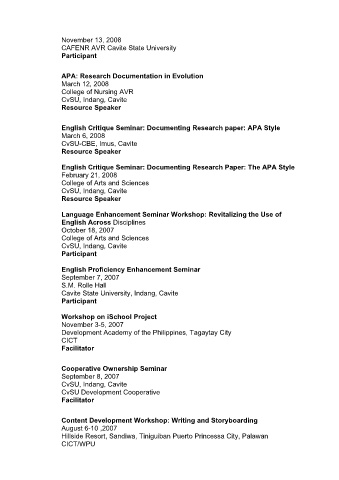 November 13, 2008
CAFENR AVR Cavite State University
Participant
APA: Research Documentation in Evolution
March 12, 2008
College of Nursing AVR
CvSU, Indang, Cavite
Resource Speaker
English Critique Seminar: Documenting Research paper: APA Style
March 6, 2008
CvSU-CBE, Imus, Cavite
Resource Speaker
English Critique Seminar: Documenting Research Paper: The APA Style
February 21, 2008
College of Arts and Sciences
CvSU, Indang, Cavite
Resource Speaker
Language Enhancement Seminar Workshop: Revitalizing the Use of
English Across Disciplines
October 18, 2007
College of Arts and Sciences
CvSU, Indang, Cavite
Participant
English Proficiency Enhancement Seminar
September 7, 2007
S.M. Rolle Hall
Cavite State University, Indang, Cavite
Participant
Workshop on iSchool Project
November 3-5, 2007
Development Academy of the Philippines, Tagaytay City
CICT
Facilitator
Cooperative Ownership Seminar
September 8, 2007
CvSU, Indang, Cavite
CvSU Development Cooperative
Facilitator
Content Development Workshop: Writing and Storyboarding
August 6-10 ,2007
Hillside Resort, Sandiwa, Tiniguiban Puerto Princessa City, Palawan
CICT/WPU